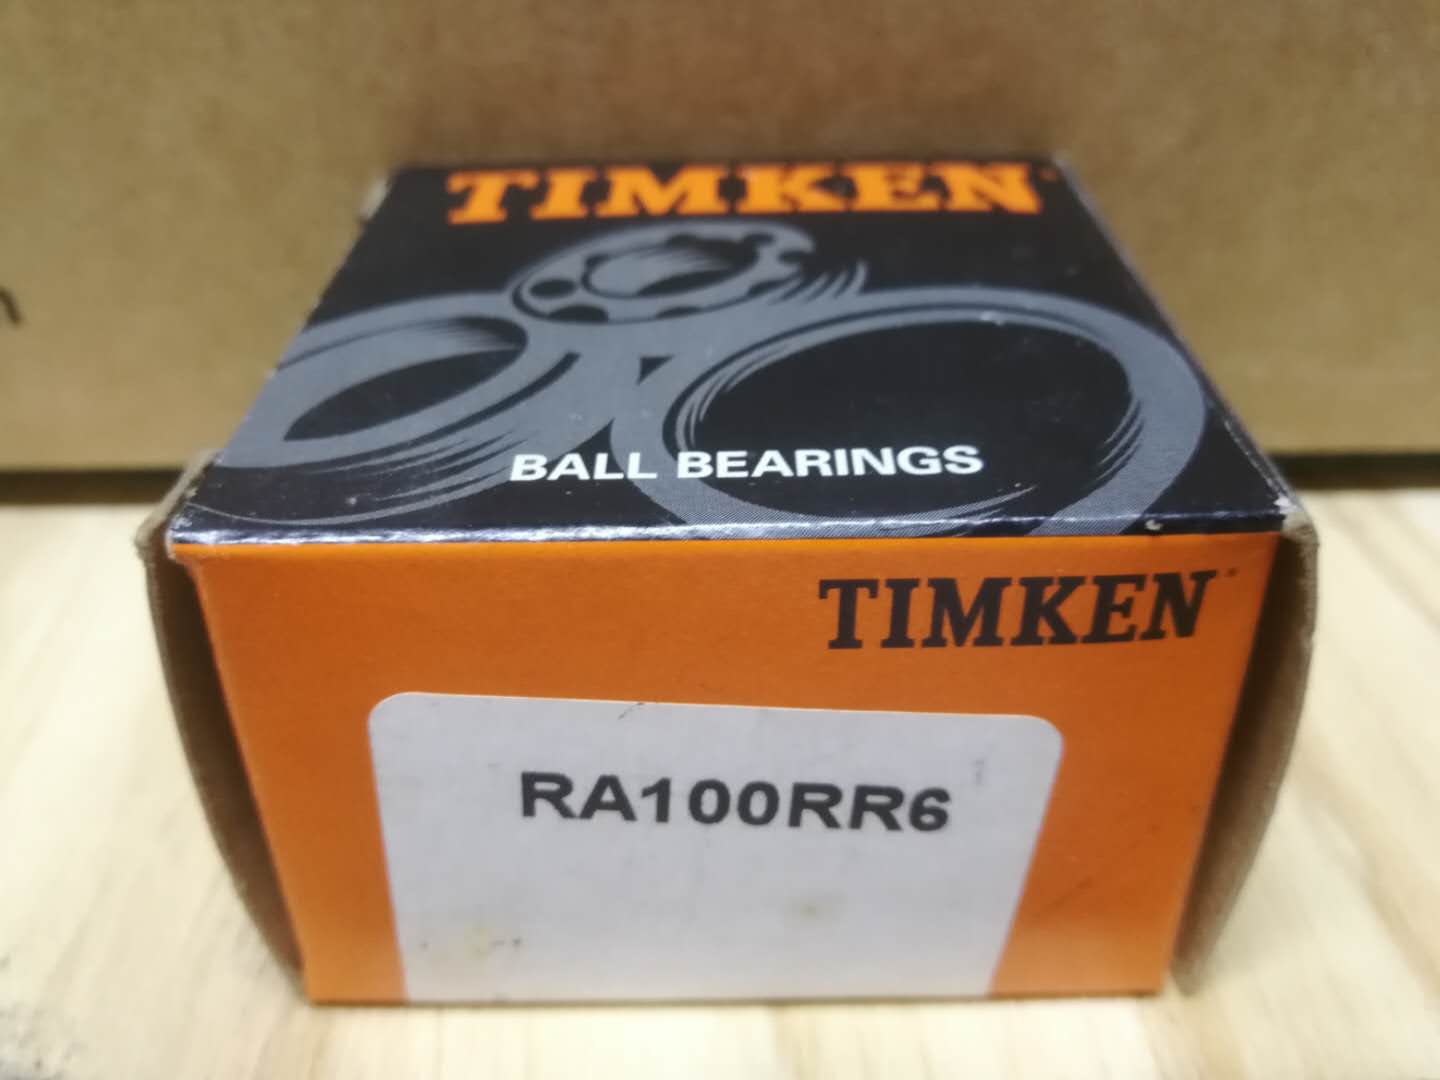 TIMKEN
BALL BEARINGS
TIMKEN
RA100RR6